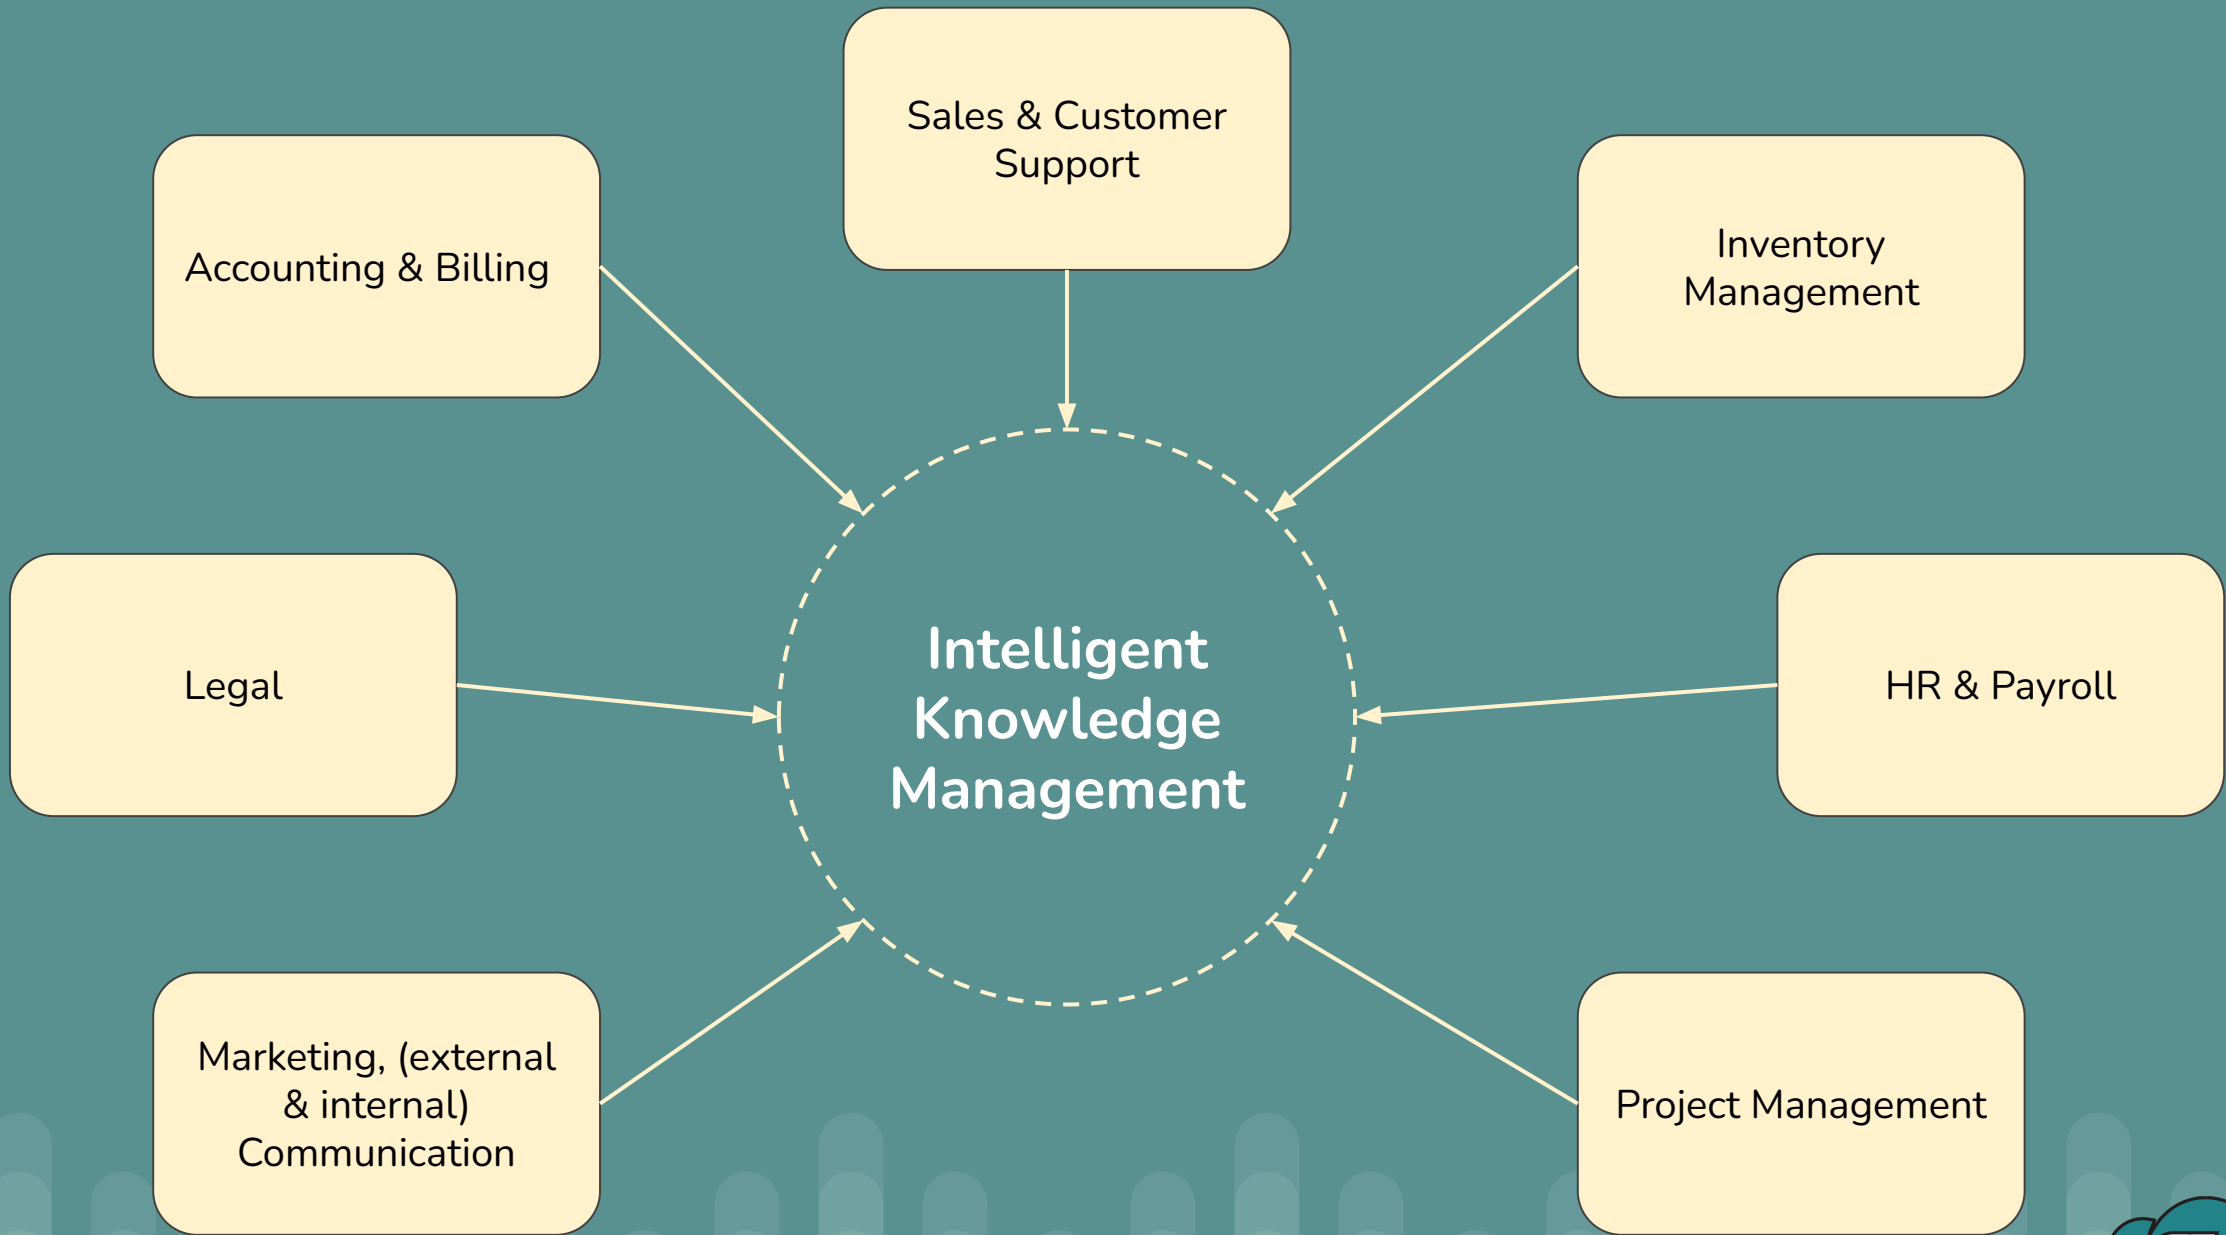 Sales & Customer
Support
Accounting & Billing
Inventory
Management
Legal
Intelligent
Knowledge
Management
HR & Payroll
Marketing, (external
& internal)
Communication
Project Management